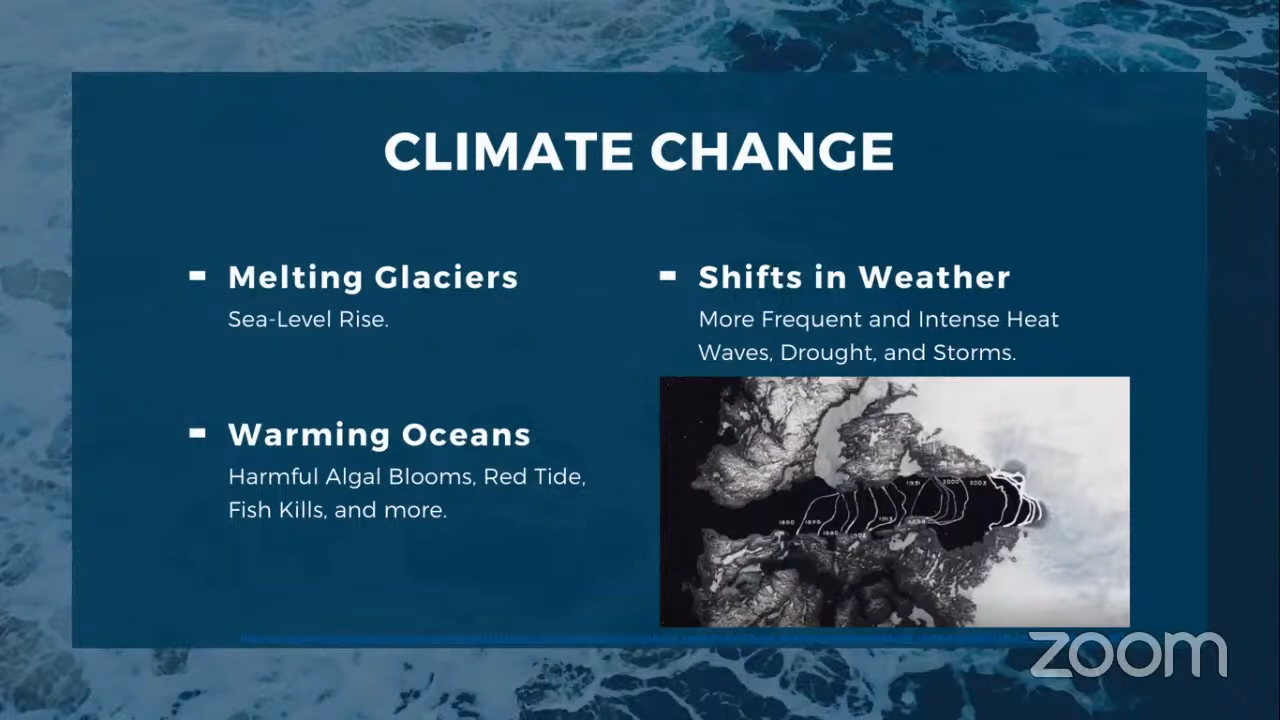 CLIMATE CHANGE
Melting Glaciers
Sea-Level Rise.
Warming Oceans
Harmful Algal Blooms, Red Tide,
Fish Kills, and more.
Shifts in Weather
More Frequent and Intense Heat
Waves, Drought, and Storms.
1931 2000 2003
1850 1875 1913
1880
zoom